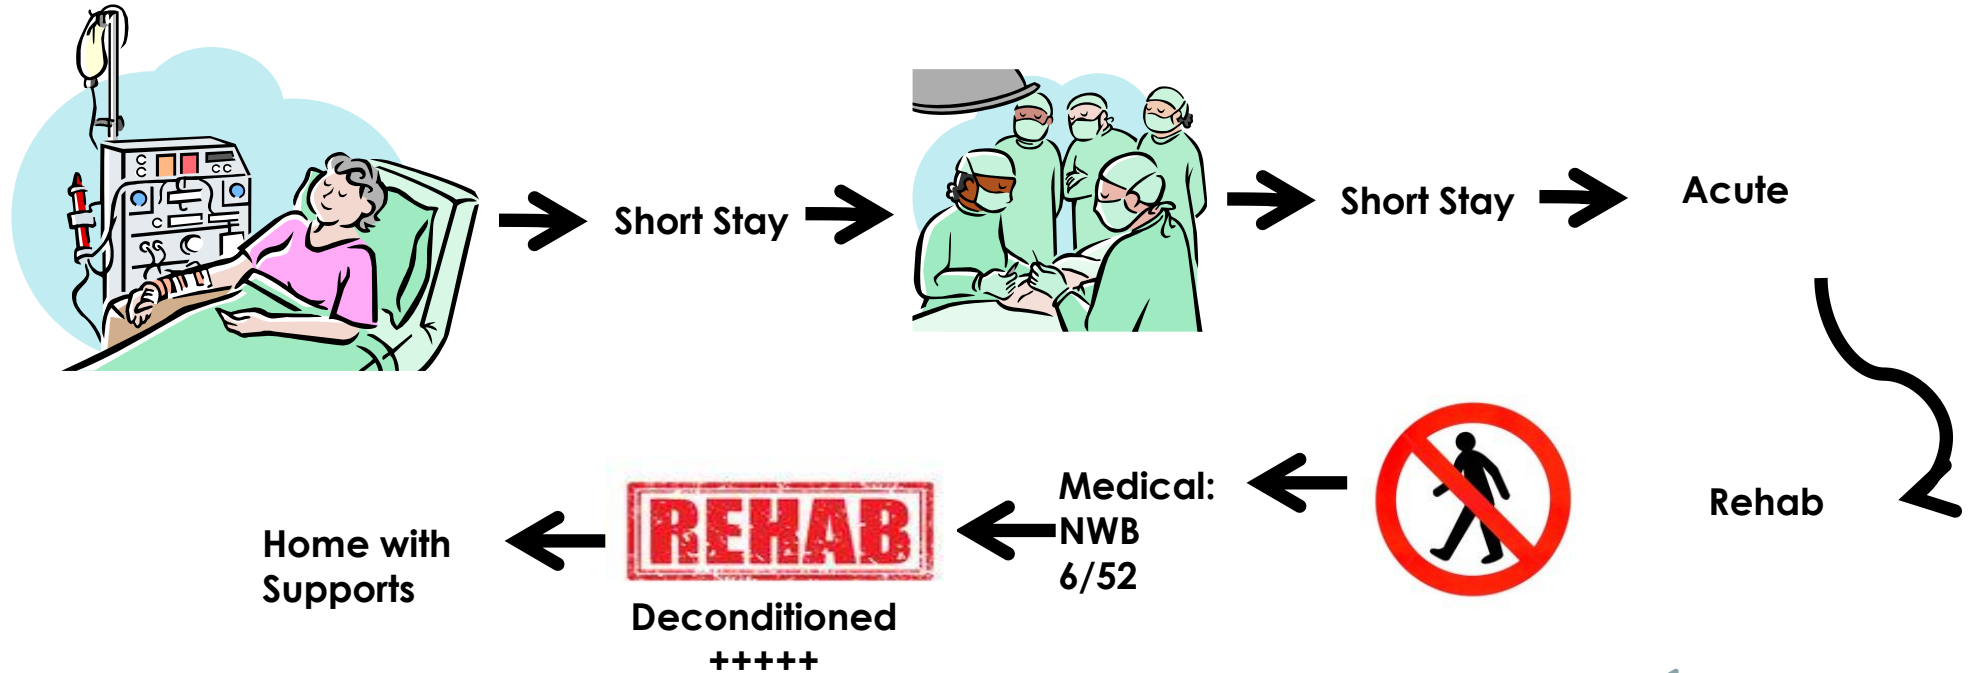 Short Stay
Short Stay
Acute
Rehab
Medical:
NWB
6/52
REHAB
Deconditioned
+++++
Home with
Supports